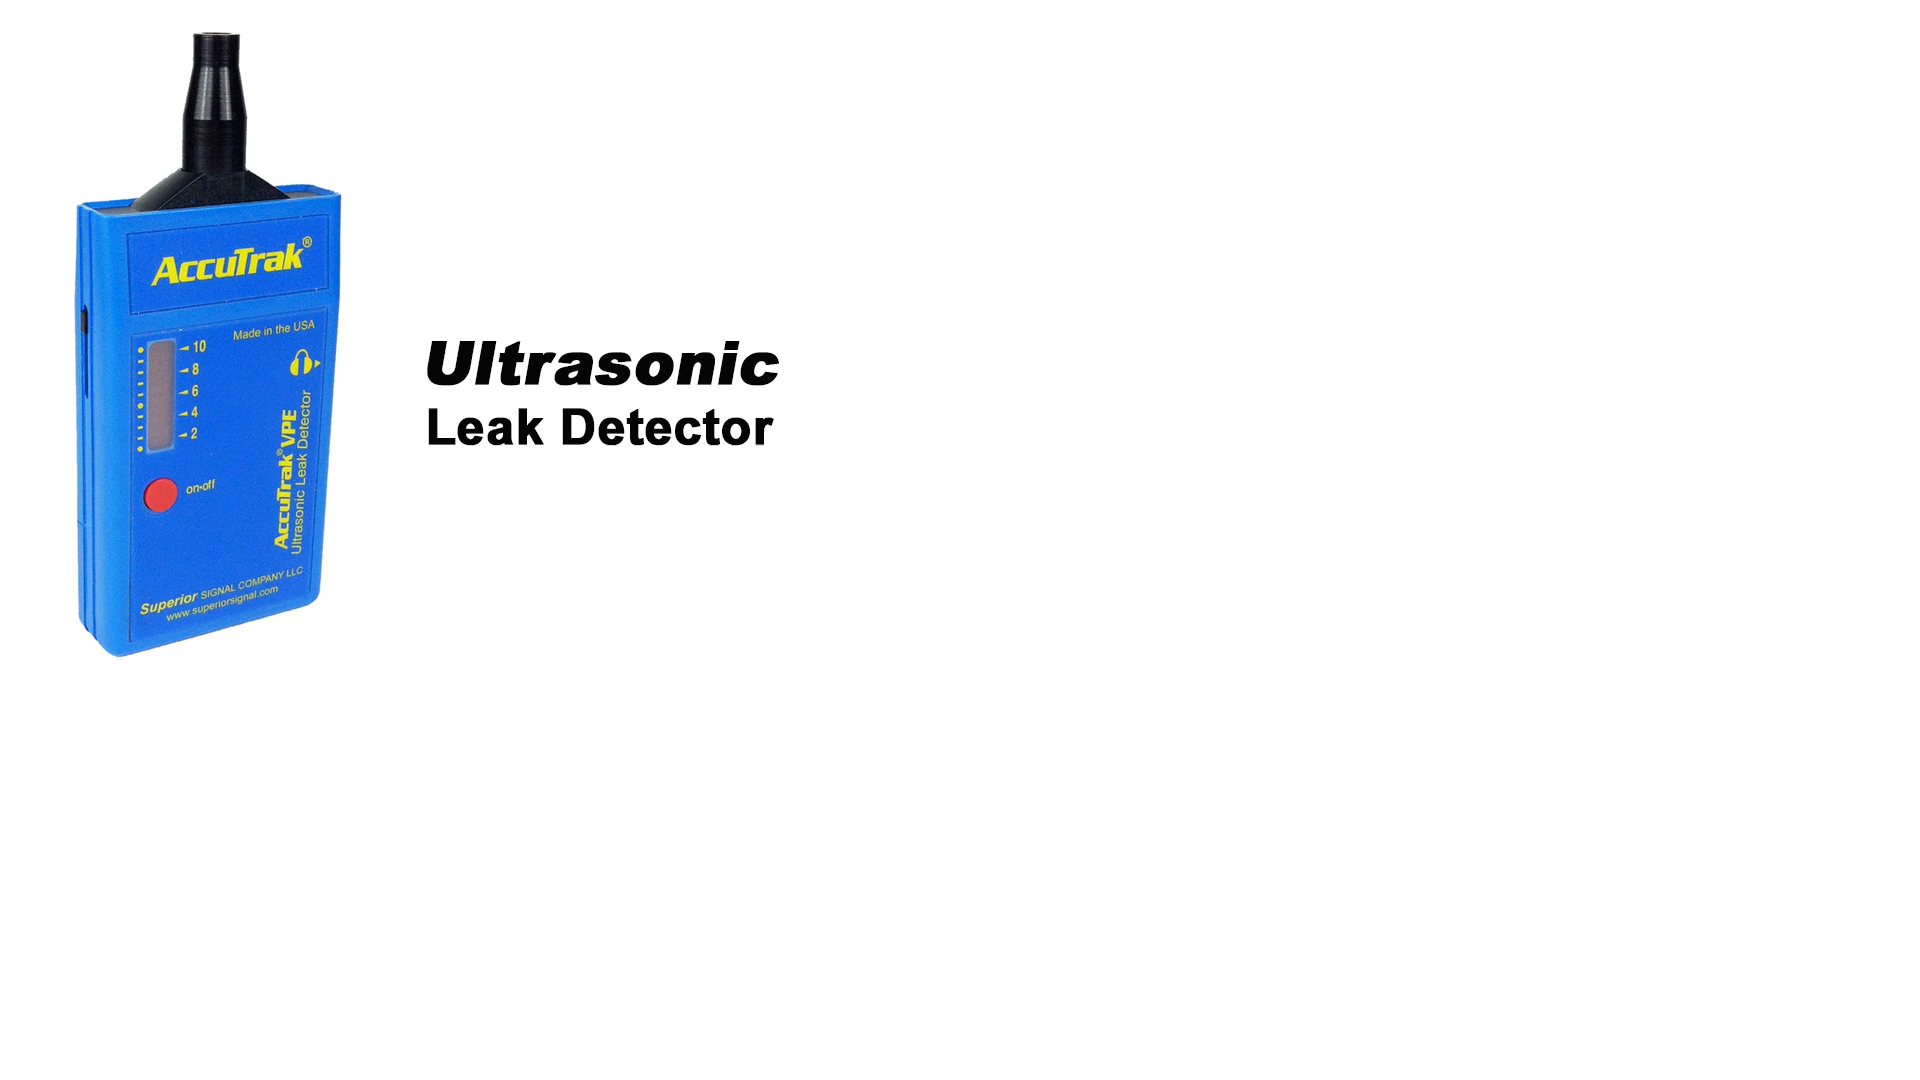 AccuTrak®
Made in the USA
10
8
6
4
2
on•off
AccuTrak® VPE
Ultrasonic Leak Detector
Superior SIGNAL COMPANY LLC
www.superiorsignal.com
Ultrasonic
Leak Detector